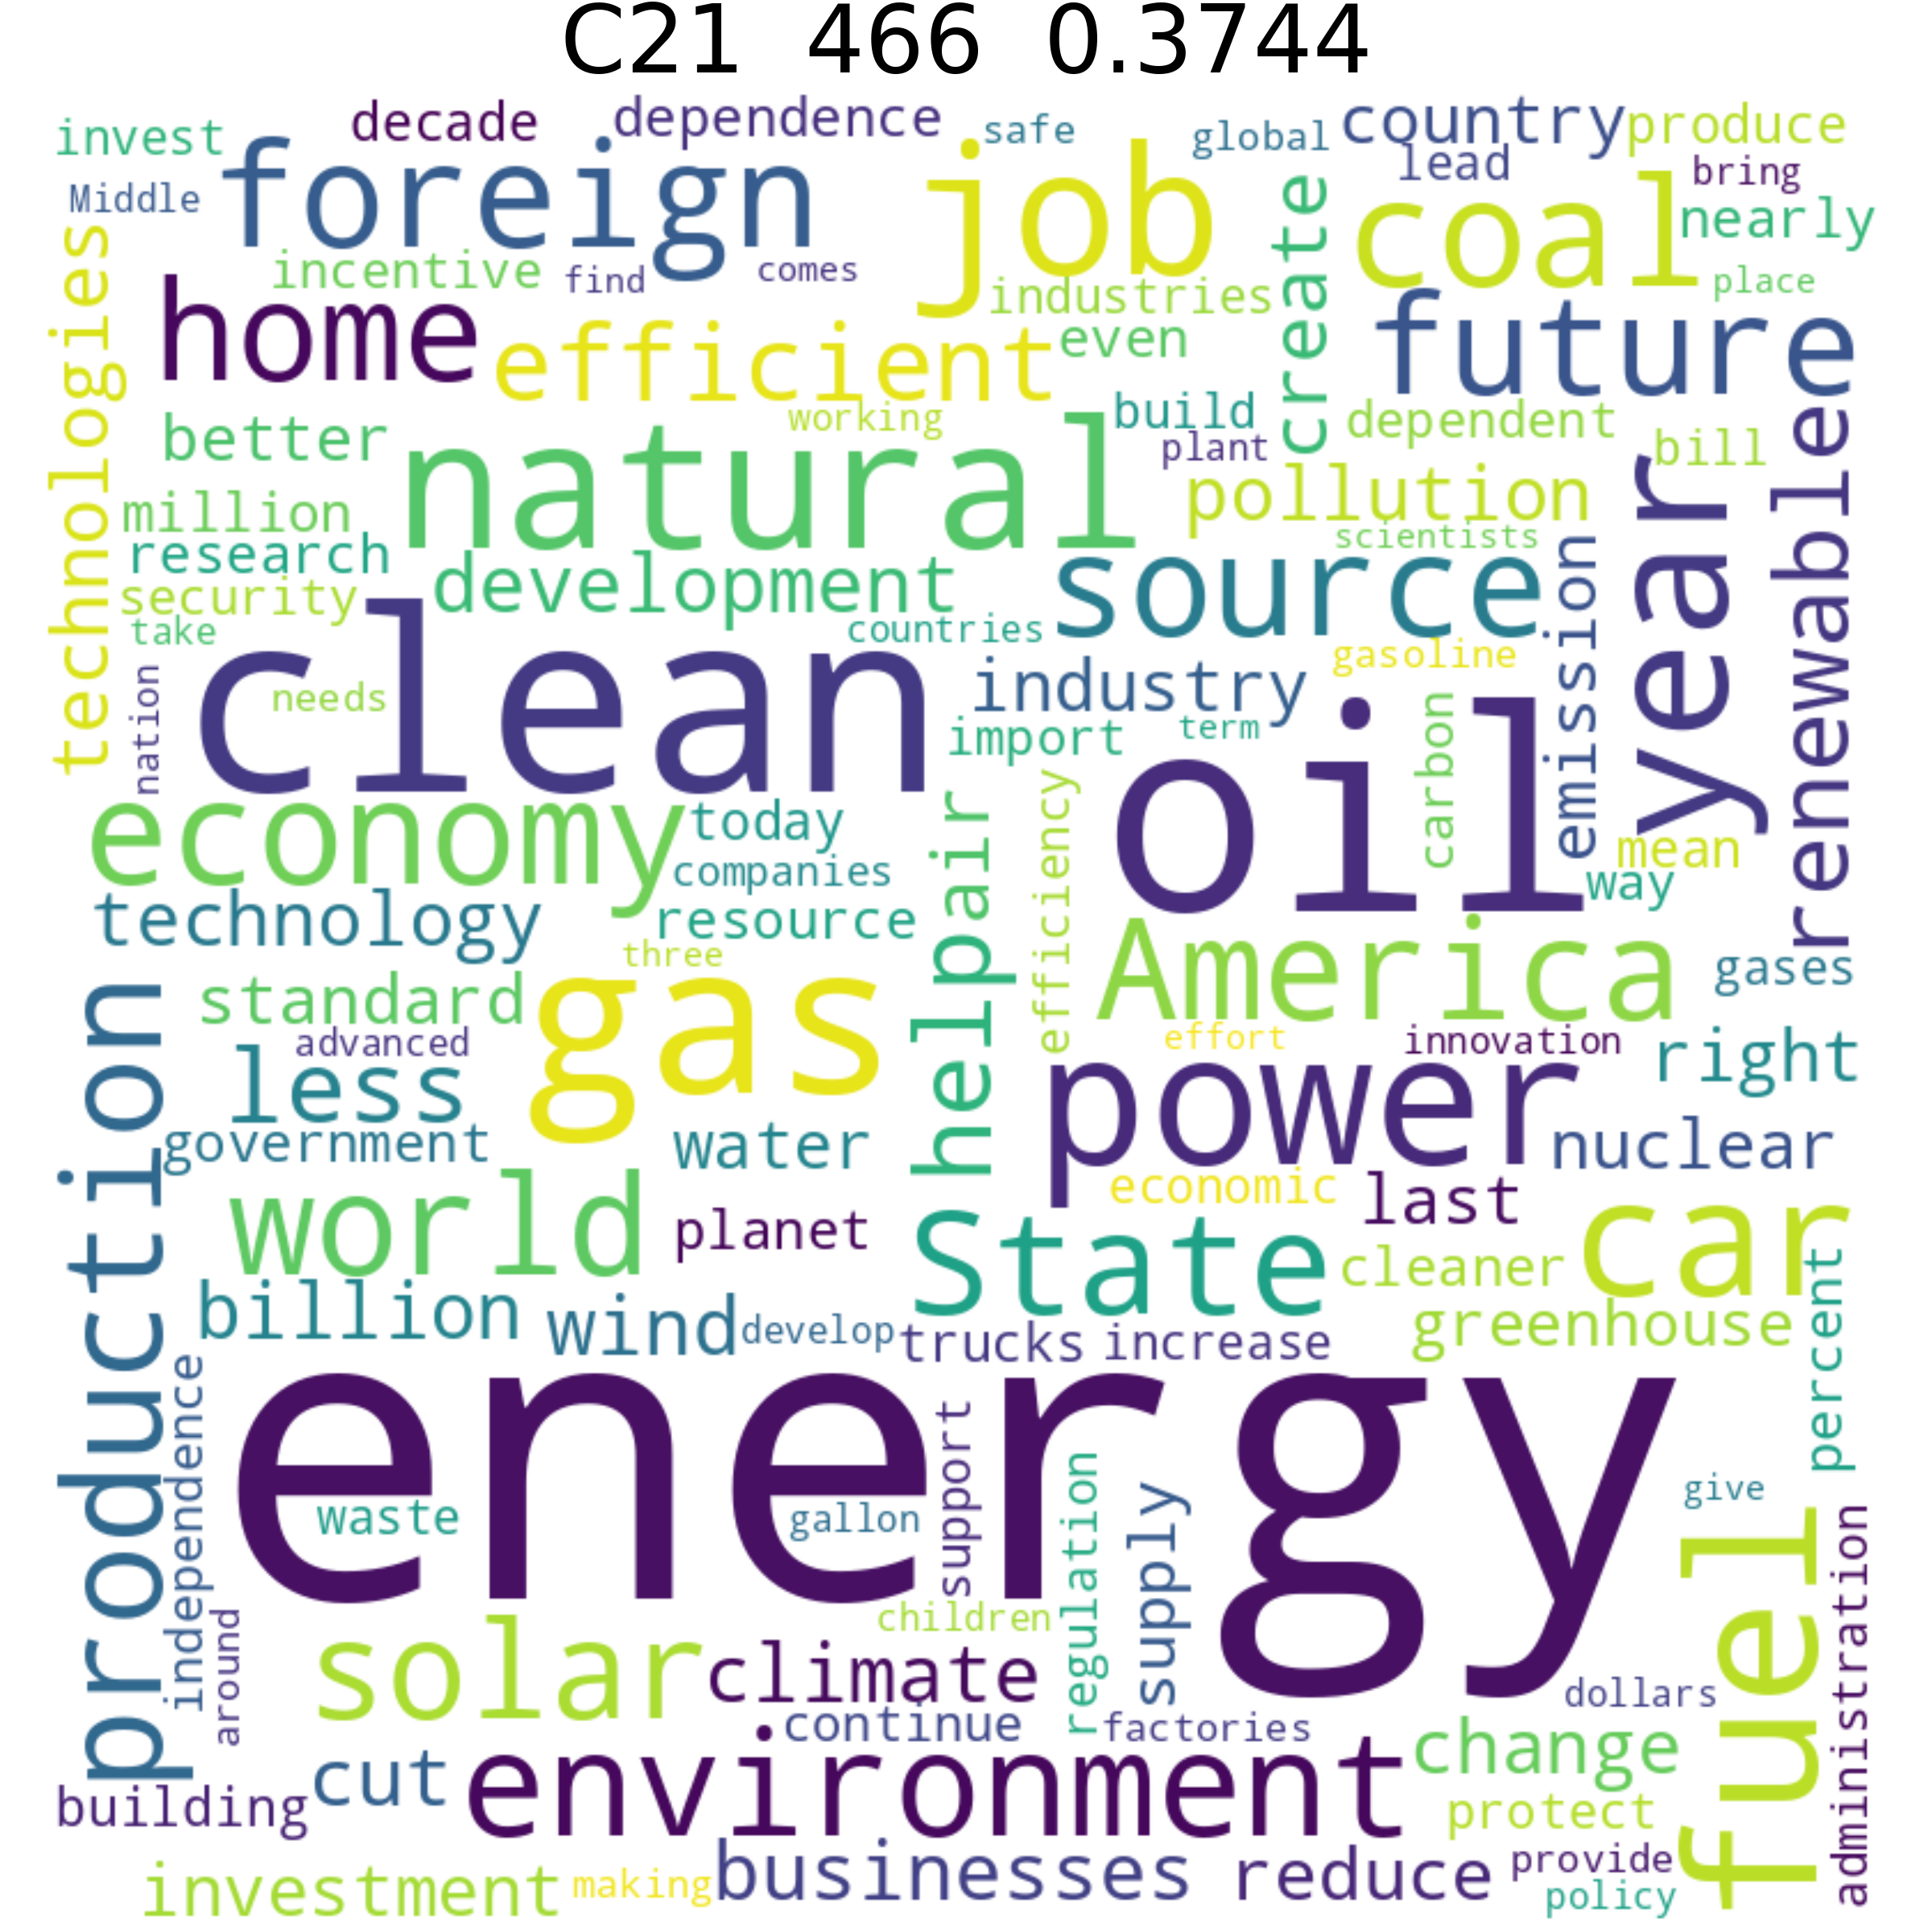 C21 466 0.3744
invest
decade
dependence
safe
global
country
produce
lead
bring
Middle
foreign
job
create
coal
nearly
technologies
incentive
find
comes
industries
place
home
efficient
even
future
better
natural
working
build
plant
dependent
bill
renewable
year
million
pollution
scientists
research
development
source
emission
security
take
countries
clean
needs
nation
industry
gasoline
import
term
oil
carbon
economy
today
companies
helpair
efficiency
mean
way
technology
resource
three
America
gases
production
standard
gas
advanced
effort
innovation
right
less
power
government
water
nuclear
economic
last
world
planet
State
cleaner
car
percent
billion
wind
develop
trucks
increase
greenhouse
independence
energy
waste
gallon
support
regulation
supply
give
fuel
administration
around
children
solar
climate
dollars
continue
factories
change
cut
environment
building
protect
investment
making
businesses
reduce
provide
policy